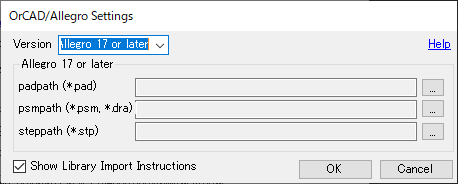 OrCAD/Allegro Settings
Version Allegro 17 or later Help
Allegro 17 or later
padpath (*.pad) ...
psmpath (*.psm, *.dra) ...
steppath (*.stp) ...
Show Library Import Instructions OK Cancel